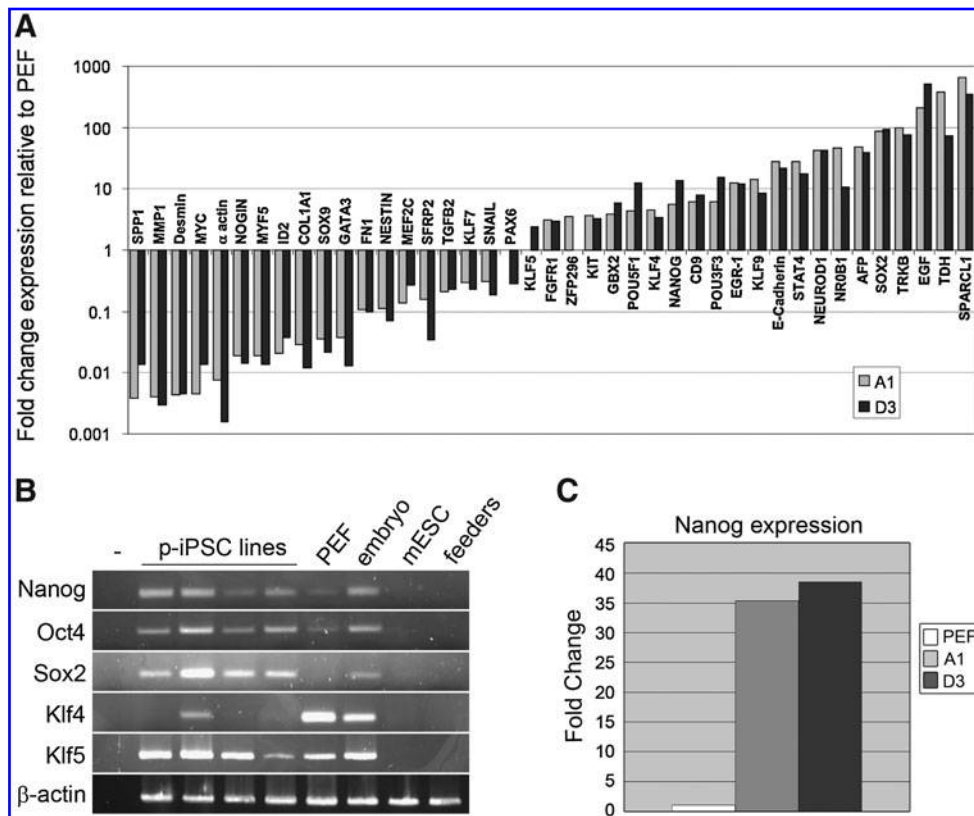 A
Fold change expression relative to PEF
1000
100
10
1
0.1
0.01
0.001
SPP1
MMP1
Desmin
MYC
α actin
NOGIN
MYF5
ID2
COL1A1
SOX9
GATA3
FN1
NESTIN
MEF2C
SFRP2
TGFB2
KLF7
SNAIL
PAX6
KLF5
FGFR1
ZFP296
KIT
GBX2
POU5F1
KLF4
NANOG
CD9
POU3F3
EGR-1
KLF9
E-Cadherin
STAT4
NEUROD1
NR0B1
AFP
SOX2
TRKB
EGF
TDH
SPARCL1
A1
D3
B
- p-iPSC lines PEF embryo mESC feeders
Nanog
Oct4
Sox2
Klf4
Klf5
β-actin
C
Nanog expression
Fold Change
45
40
35
30
25
20
15
10
5
0
PEF
A1
D3